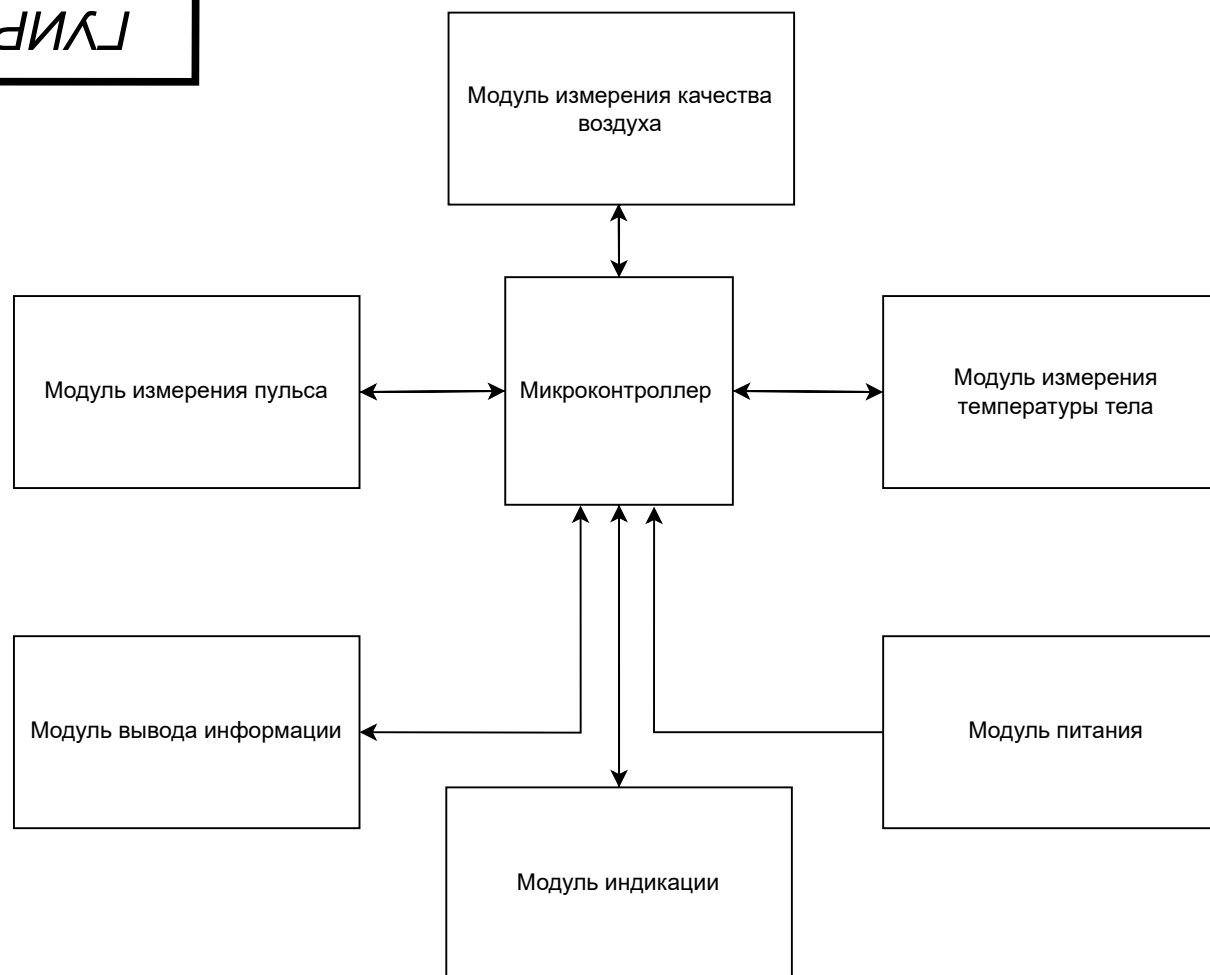 ГУИР
Модуль измерения качества
воздуха
Модуль измерения пульса
Микроконтроллер
Модуль измерения
температуры тела
Модуль вывода информации
Модуль питания
Модуль индикации